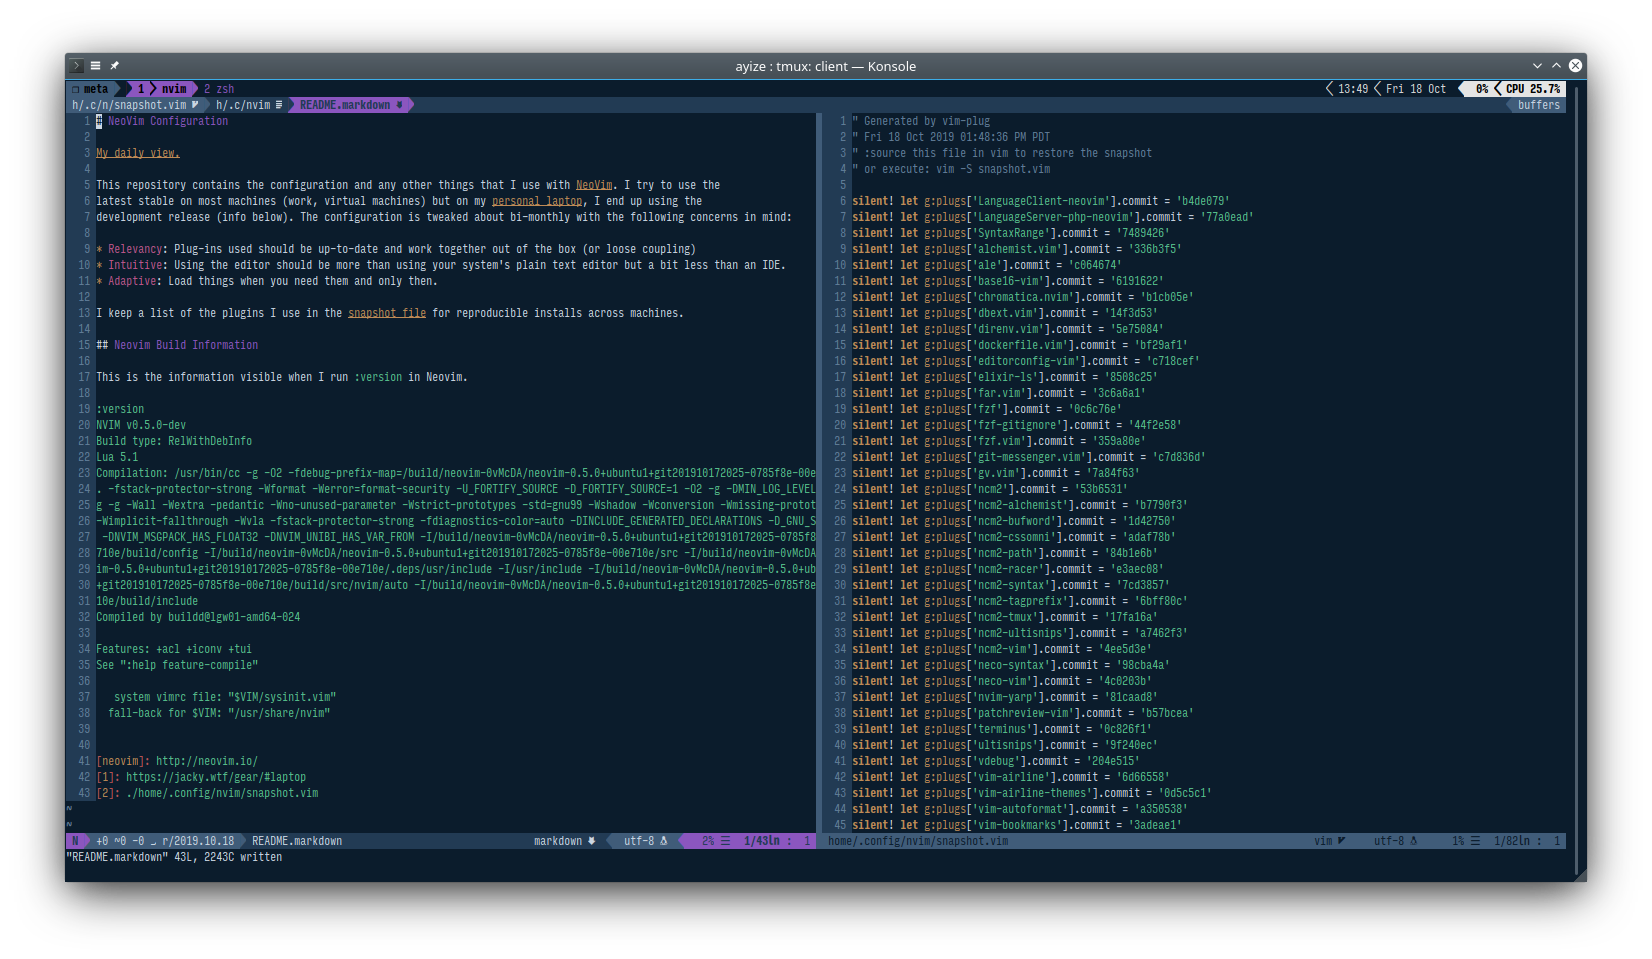 ayize : tmux: client — Konsole
meta 1 nvim 2 zsh 13:49 Fri 18 Oct 0% CPU 25.7%
h/.c/n/snapshot.vim h/.c/nvim README.markdown buffers
1 # NeoVim Configuration
2
3 My daily view.
4
5 This repository contains the configuration and any other things that I use with NeoVim. I try to use the
6 latest stable on most machines (work, virtual machines) but on my personal laptop, I end up using the
7 development release (info below). The configuration is tweaked about bi-monthly with the following concerns in mind:
8
9 * Relevancy: Plug-ins used should be up-to-date and work together out of the box (or loose coupling)
10 * Intuitive: Using the editor should be more than using your system's plain text editor but a bit less than an IDE.
11 * Adaptive: Load things when you need them and only then.
12
13 I keep a list of the plugins I use in the snapshot file for reproducible installs across machines.
14
15 ## Neovim Build Information
16
17 This is the information visible when I run :version in Neovim.
18
19 :version
20 NVIM v0.5.0-dev
21 Build type: RelWithDebInfo
22 Lua 5.1
23 Compilation: /usr/bin/cc -g -O2 -fdebug-prefix-map=/build/neovim-0vMcDA/neovim-0.5.0+ubuntu1+git201910172025-0785f8e-00e
24 . -fstack-protector-strong -Wformat -Werror=format-security -U_FORTIFY_SOURCE -D_FORTIFY_SOURCE=1 -O2 -g -DMIN_LOG_LEVEL
25 g -g -Wall -Wextra -pedantic -Wno-unused-parameter -Wstrict-prototypes -std=gnu99 -Wshadow -Wconversion -Wmissing-protot
26 -Wimplicit-fallthrough -Wvla -fstack-protector-strong -fdiagnostics-color=auto -DINCLUDE_GENERATED_DECLARATIONS -D_GNU_S
27 -DNVIM_MSGPACK_HAS_FLOAT32 -DNVIM_UNIBI_HAS_VAR_FROM -I/build/neovim-0vMcDA/neovim-0.5.0+ubuntu1+git201910172025-0785f8
28 710e/build/config -I/build/neovim-0vMcDA/neovim-0.5.0+ubuntu1+git201910172025-0785f8e-00e710e/src -I/build/neovim-0vMcDA
29 im-0.5.0+ubuntu1+git201910172025-0785f8e-00e710e/.deps/usr/include -I/usr/include -I/build/neovim-0vMcDA/neovim-0.5.0+ub
30 +git201910172025-0785f8e-00e710e/build/src/nvim/auto -I/build/neovim-0vMcDA/neovim-0.5.0+ubuntu1+git201910172025-0785f8e
31 10e/build/include
32 Compiled by buildd@lgw01-amd64-024
33
34 Features: +acl +iconv +tui
35 See ":help feature-compile"
36
37 system vimrc file: "$VIM/sysinit.vim"
38 fall-back for $VIM: "/usr/share/nvim"
39
40
41 [neovim]: http://neovim.io/
42 [1]: https://jacky.wtf/gear/#laptop
43 [2]: ./home/.config/nvim/snapshot.vim
~
~
N +0 ~0 -0 r/2019.10.18 README.markdown markdown utf-8 2% ☰ 1/43ln : 1
"README.markdown" 43L, 2243C written
1 " Generated by vim-plug
2 " Fri 18 Oct 2019 01:48:36 PM PDT
3 " :source this file in vim to restore the snapshot
4 " or execute: vim -S snapshot.vim
5
6 silent! let g:plugs['LanguageClient-neovim'].commit = 'b4de079'
7 silent! let g:plugs['LanguageServer-php-neovim'].commit = '77a0ead'
8 silent! let g:plugs['SyntaxRange'].commit = '7489426'
9 silent! let g:plugs['alchemist.vim'].commit = '336b3f5'
10 silent! let g:plugs['ale'].commit = 'c064674'
11 silent! let g:plugs['base16-vim'].commit = '6191622'
12 silent! let g:plugs['chromatica.nvim'].commit = 'b1cb05e'
13 silent! let g:plugs['dbext.vim'].commit = '14f3d53'
14 silent! let g:plugs['direnv.vim'].commit = '5e75084'
15 silent! let g:plugs['dockerfile.vim'].commit = 'bf29af1'
16 silent! let g:plugs['editorconfig-vim'].commit = 'c718cef'
17 silent! let g:plugs['elixir-ls'].commit = '8508c25'
18 silent! let g:plugs['far.vim'].commit = '3c6a6a1'
19 silent! let g:plugs['fzf'].commit = '0c6c76e'
20 silent! let g:plugs['fzf-gitignore'].commit = '44f2e58'
21 silent! let g:plugs['fzf.vim'].commit = '359a80e'
22 silent! let g:plugs['git-messenger.vim'].commit = 'c7d836d'
23 silent! let g:plugs['gv.vim'].commit = '7a84f63'
24 silent! let g:plugs['ncm2'].commit = '53b6531'
25 silent! let g:plugs['ncm2-alchemist'].commit = 'b7790f3'
26 silent! let g:plugs['ncm2-bufword'].commit = '1d42750'
27 silent! let g:plugs['ncm2-cssomni'].commit = 'adaf78b'
28 silent! let g:plugs['ncm2-path'].commit = '84b1e6b'
29 silent! let g:plugs['ncm2-racer'].commit = 'e3aec08'
30 silent! let g:plugs['ncm2-syntax'].commit = '7cd3857'
31 silent! let g:plugs['ncm2-tagprefix'].commit = '6bff80c'
32 silent! let g:plugs['ncm2-tmux'].commit = '17fa16a'
33 silent! let g:plugs['ncm2-ultisnips'].commit = 'a7462f3'
34 silent! let g:plugs['ncm2-vim'].commit = '4ee5d3e'
35 silent! let g:plugs['neco-syntax'].commit = '98cba4a'
36 silent! let g:plugs['neco-vim'].commit = '4c0203b'
37 silent! let g:plugs['nvim-yarp'].commit = '81caad8'
38 silent! let g:plugs['patchreview-vim'].commit = 'b57bcea'
39 silent! let g:plugs['terminus'].commit = '0c826f1'
40 silent! let g:plugs['ultisnips'].commit = '9f240ec'
41 silent! let g:plugs['vdebug'].commit = '204e515'
42 silent! let g:plugs['vim-airline'].commit = '6d66558'
43 silent! let g:plugs['vim-airline-themes'].commit = '0d5c5c1'
44 silent! let g:plugs['vim-autoformat'].commit = 'a350538'
45 silent! let g:plugs['vim-bookmarks'].commit = '3adeae1'
home/.config/nvim/snapshot.vim vim utf-8 1% ☰ 1/82ln : 1